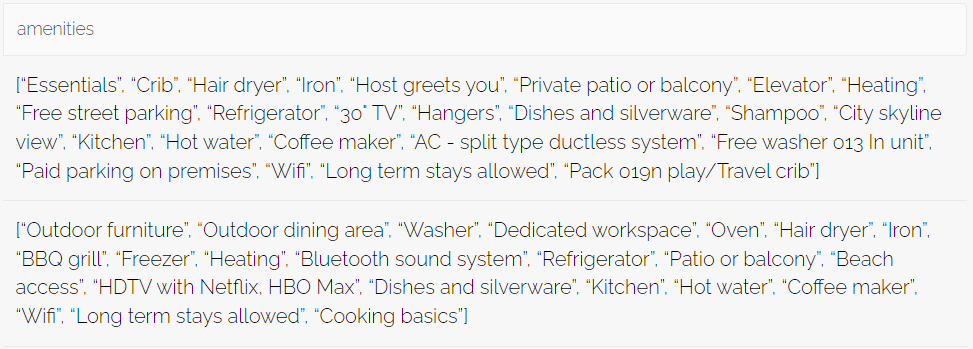 amenities
[“Essentials”, “Crib”, “Hair dryer”, “Iron”, “Host greets you”, “Private patio or balcony”, “Elevator”, “Heating”,
“Free street parking”, “Refrigerator”, “30" TV”, “Hangers”, “Dishes and silverware”, “Shampoo”, “City skyline
view”, “Kitchen”, “Hot water”, “Coffee maker”, “AC - split type ductless system”, “Free washer 013 In unit”,
“Paid parking on premises”, “Wifi”, “Long term stays allowed”, “Pack 019n play/Travel crib”]
[“Outdoor furniture”, “Outdoor dining area”, “Washer”, “Dedicated workspace”, “Oven”, “Hair dryer”, “Iron”,
“BBQ grill”, “Freezer”, “Heating”, “Bluetooth sound system”, “Refrigerator”, “Patio or balcony”, “Beach
access”, “HDTV with Netflix, HBO Max”, “Dishes and silverware”, “Kitchen”, “Hot water”, “Coffee maker”,
“Wifi”, “Long term stays allowed”, “Cooking basics”]